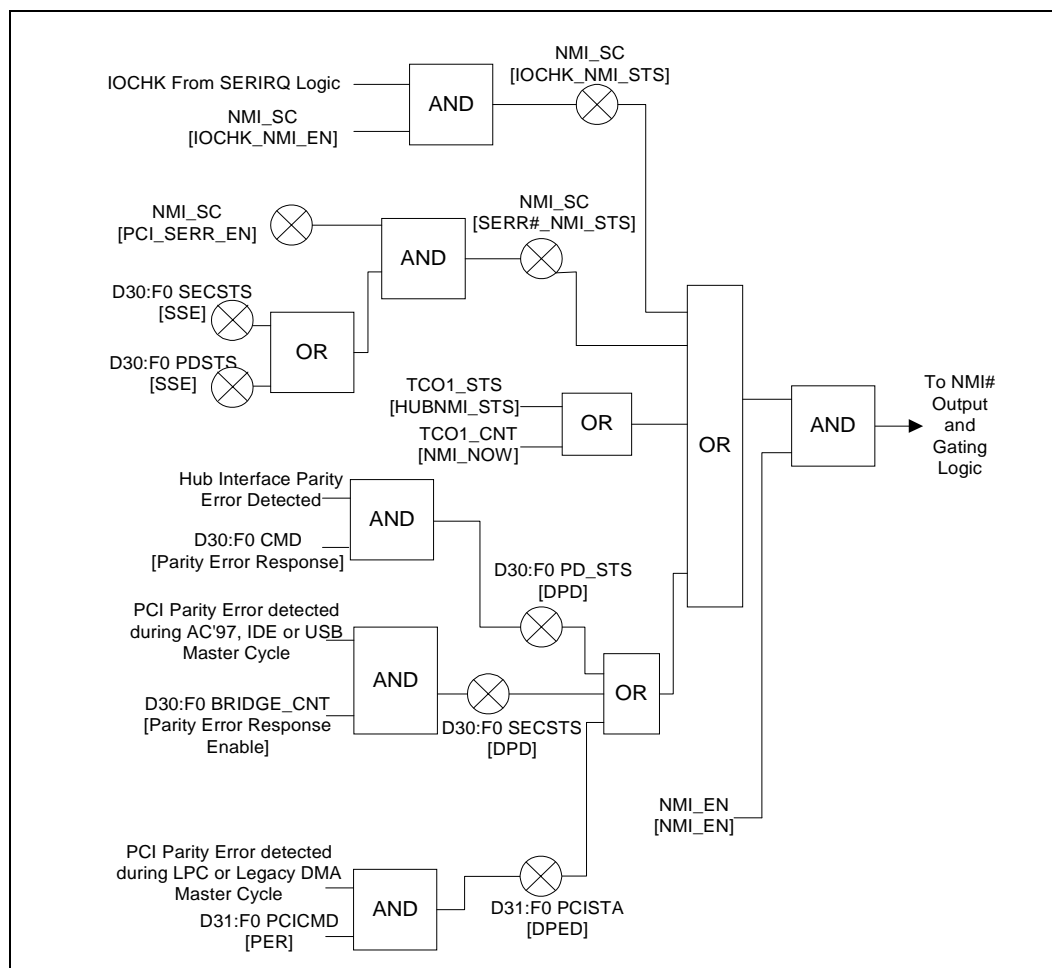 NMI_SC
[IOCHK_NMI_STS]
IOCHK From SERIRQ Logic
AND
NMI_SC
[IOCHK_NMI_EN]
NMI_SC
[PCI_SERR_EN]
NMI_SC
[SERR#_NMI_STS]
AND
D30:F0 SECSTS
[SSE]
OR
D30:F0 PDSTS
[SSE]
TCO1_STS
[HUBNMI_STS]
OR
TCO1_CNT
[NMI_NOW]
OR
AND
To NMI#
Output
and
Gating
Logic
Hub Interface Parity
Error Detected
AND
D30:F0 CMD
[Parity Error Response]
D30:F0 PD_STS
[DPD]
PCI Parity Error detected
during AC'97, IDE or USB
Master Cycle
AND
OR
D30:F0 BRIDGE_CNT
[Parity Error Response
Enable]
D30:F0 SECSTS
[DPD]
NMI_EN
[NMI_EN]
PCI Parity Error detected
during LPC or Legacy DMA
Master Cycle
AND
D31:F0 PCICMD
[PER]
D31:F0 PCISTA
[DPED]